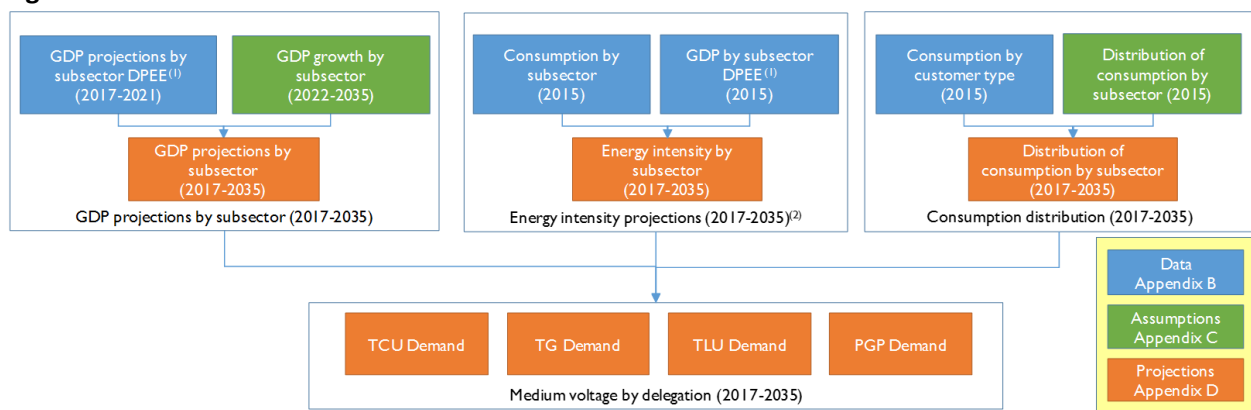 GDP projections by
subsector DPEE(1)
(2017-2021)
GDP growth by
subsector
(2022-2035)
GDP projections by
subsector
(2017-2035)
GDP projections by subsector (2017-2035)
Consumption by
subsector
(2015)
GDP by subsector
DPEE(1)
(2015)
Energy intensity by
subsector
(2017-2035)
Energy intensity projections (2017-2035)(2)
Consumption by
customer type
(2015)
Distribution of
consumption by
subsector (2015)
Distribution of
consumption by subsector
(2017-2035)
Consumption distribution (2017-2035)
TCU Demand
TG Demand
TLU Demand
PGP Demand
Medium voltage by delegation (2017-2035)
Data
Appendix B
Assumptions
Appendix C
Projections
Appendix D